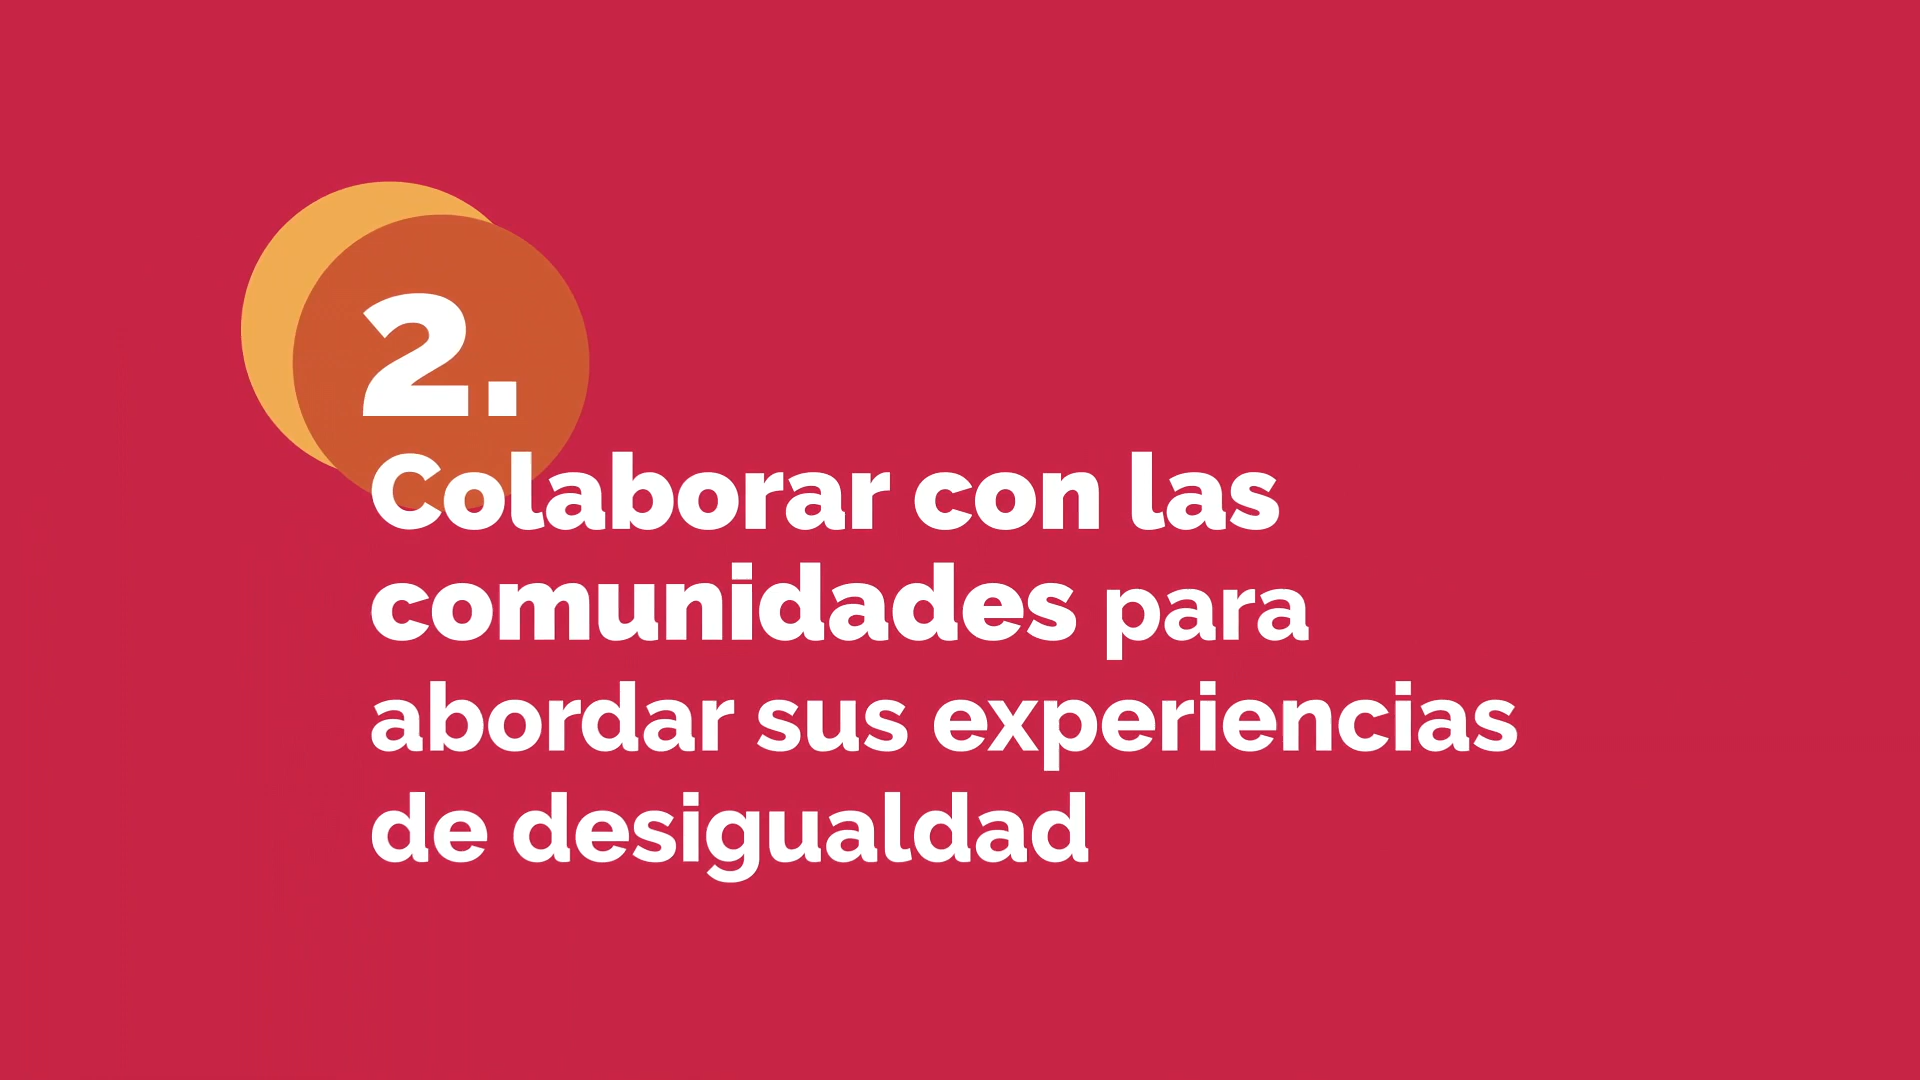 2.
Colaborar con las
comunidades para
abordar sus experiencias
de desigualdad